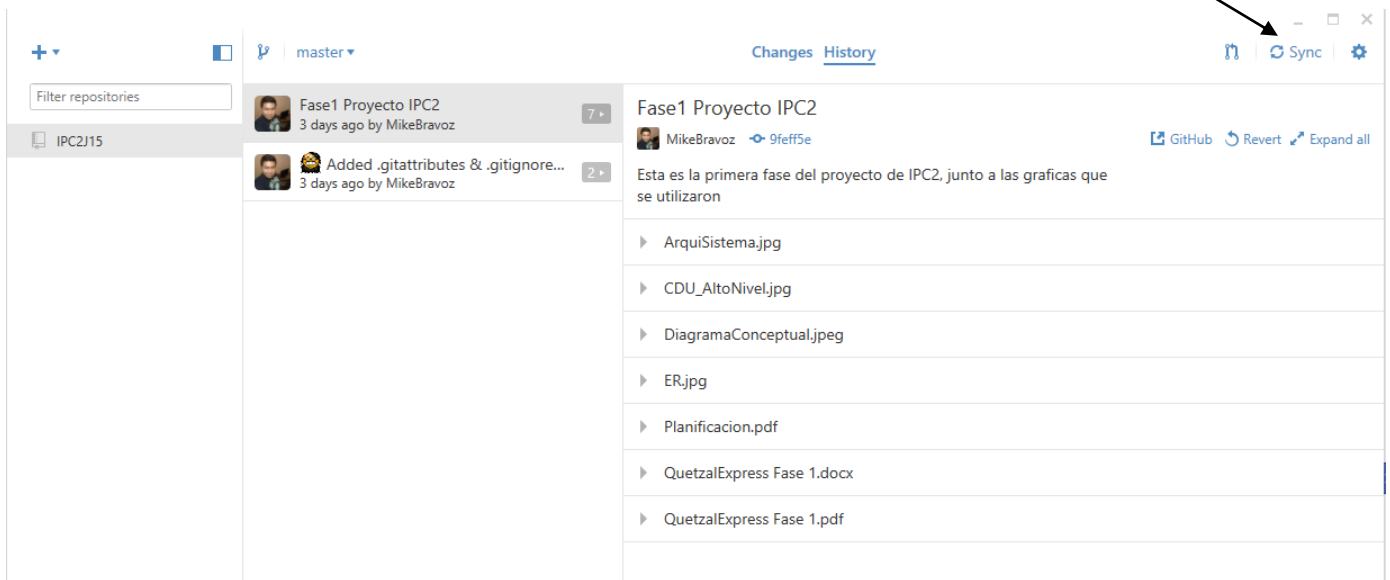 master
Changes History
Sync
Filter repositories
IPC2J15
Fase1 Proyecto IPC2
3 days ago by MikeBravoz
7
Added .gitattributes & .gitignore...
3 days ago by MikeBravoz
2
Fase1 Proyecto IPC2
MikeBravoz 9feff5e
GitHub Revert Expand all
Esta es la primera fase del proyecto de IPC2, junto a las graficas que
se utilizaron
ArquiSistema.jpg
CDU_AltoNivel.jpg
DiagramaConceptual.jpeg
ER.jpg
Planificacion.pdf
QuetzalExpress Fase 1.docx
QuetzalExpress Fase 1.pdf